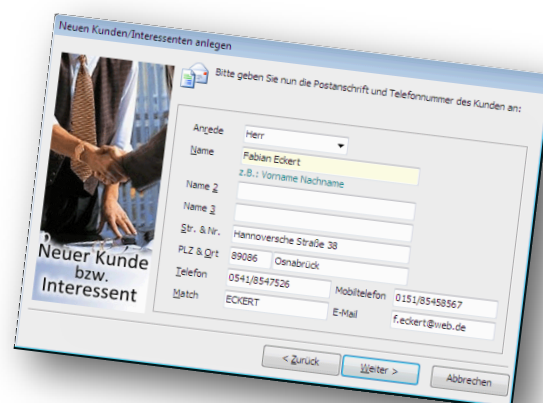 Neuen Kunden/Interessenten anlegen
Bitte geben Sie nun die Postanschrift und Telefonnummer des Kunden an:
Anrede Herr
Name Fabian Eckert
z.B.: Vorname Nachname
Name 2
Name 3
Str. & Nr. Hannoversche Straße 38
PLZ & Ort 89086 Osnabrück
Telefon 0541/8547526 Mobiltelefon 0151/85458567
Match ECKERT E-Mail f.eckert@web.de
Neuer Kunde
bzw.
Interessent
< Zurück Weiter > Abbrechen